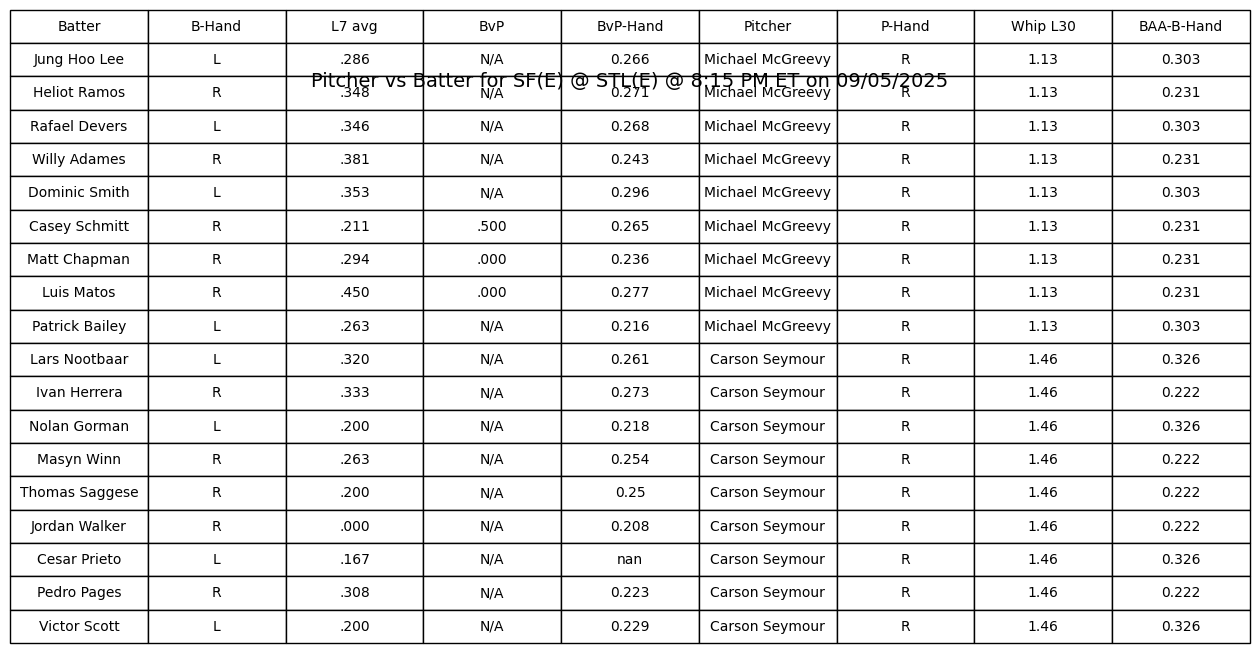 Batter B-Hand L7 avg BvP BvP-Hand Pitcher P-Hand Whip L30 BAA-B-Hand
Jung Hoo Lee L .286 N/A 0.266 Michael McGreevy R 1.13 0.303
Pitcher vs Batter for SF(E) @ STL(E) @ 8:15 PM ET on 09/05/2025
Heliot Ramos R .348 N/A 0.271 Michael McGreevy R 1.13 0.231
Rafael Devers L .346 N/A 0.268 Michael McGreevy R 1.13 0.303
Willy Adames R .381 N/A 0.243 Michael McGreevy R 1.13 0.231
Dominic Smith L .353 N/A 0.296 Michael McGreevy R 1.13 0.303
Casey Schmitt R .211 .500 0.265 Michael McGreevy R 1.13 0.231
Matt Chapman R .294 .000 0.236 Michael McGreevy R 1.13 0.231
Luis Matos R .450 .000 0.277 Michael McGreevy R 1.13 0.231
Patrick Bailey L .263 N/A 0.216 Michael McGreevy R 1.13 0.303
Lars Nootbaar L .320 N/A 0.261 Carson Seymour R 1.46 0.326
Ivan Herrera R .333 N/A 0.273 Carson Seymour R 1.46 0.222
Nolan Gorman L .200 N/A 0.218 Carson Seymour R 1.46 0.326
Masyn Winn R .263 N/A 0.254 Carson Seymour R 1.46 0.222
Thomas Saggese R .200 N/A 0.25 Carson Seymour R 1.46 0.222
Jordan Walker R .000 N/A 0.208 Carson Seymour R 1.46 0.222
Cesar Prieto L .167 N/A nan Carson Seymour R 1.46 0.326
Pedro Pages R .308 N/A 0.223 Carson Seymour R 1.46 0.222
Victor Scott L .200 N/A 0.229 Carson Seymour R 1.46 0.326